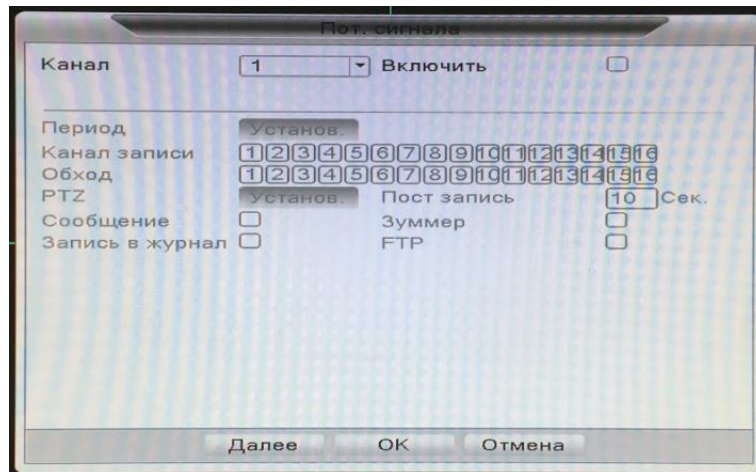 Пот. сигнала
Канал 1 Включить
Период Установ.
Канал записи 1 2 3 4 5 6 7 8 9 10 11 12 13 14 15 16
Обход 1 2 3 4 5 6 7 8 9 10 11 12 13 14 15 16
PTZ Установ. Пост запись 10 Сек.
Сообщение Зуммер
Запись в журнал FTP
Далее OK Отмена